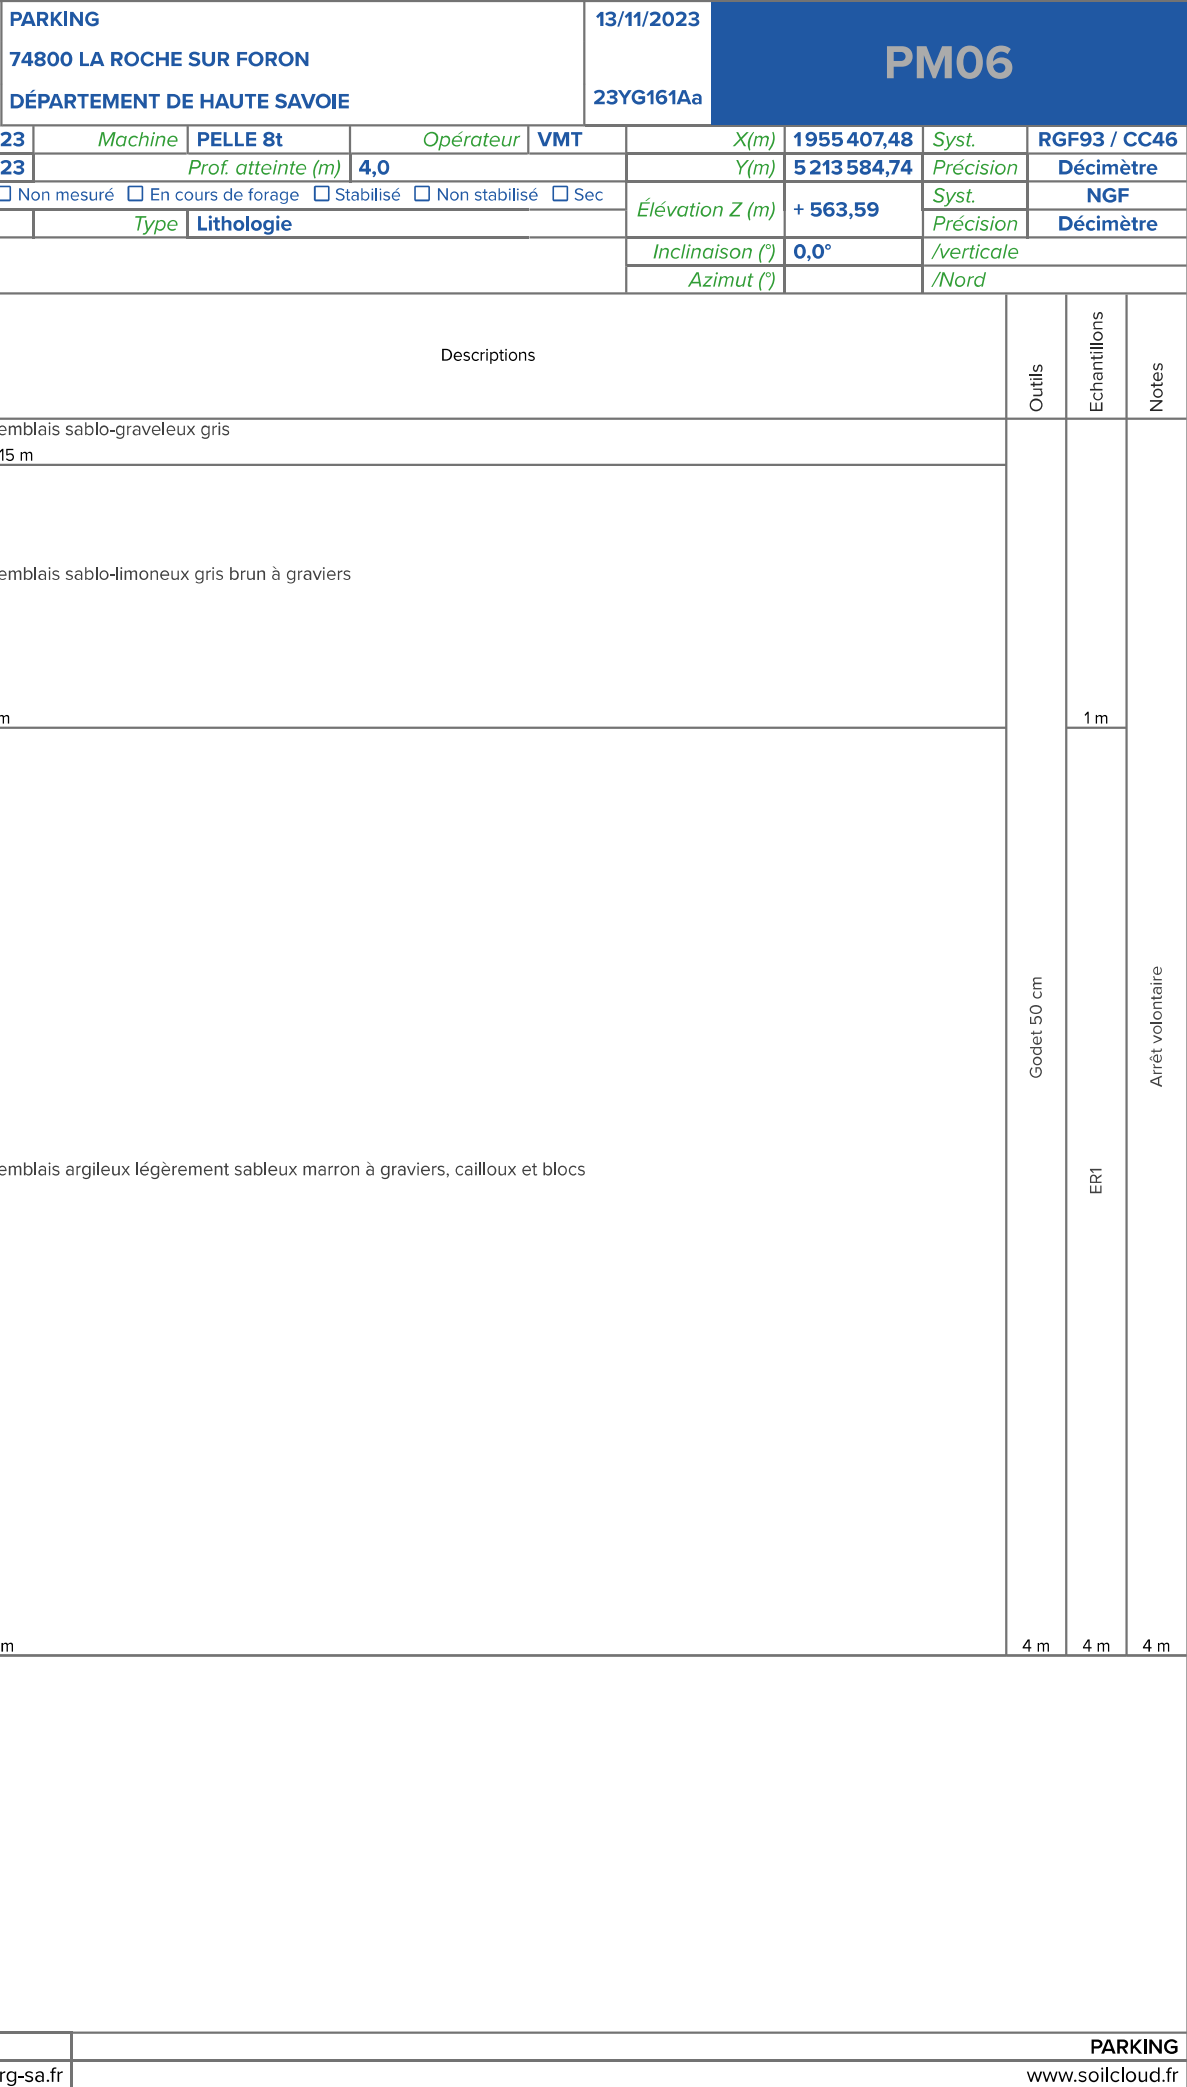 PARKING
13/11/2023
PM06
74800 LA ROCHE SUR FORON
DÉPARTEMENT DE HAUTE SAVOIE
23YG161Aa
23 Machine PELLE 8t Opérateur VMT X(m) 1 955 407,48 Syst. RGF93 / CC46
23 Prof. atteinte (m) 4,0 Y(m) 5 213 584,74 Précision Décimètre
Non mesuré En cours de forage Stabilisé Non stabilisé Sec Élévation Z (m) + 563,59 Syst. NGF
Type Lithologie Précision Décimètre
Inclinaison (°) 0,0° /verticale
Azimut (°) /Nord
Descriptions
Outils
Echantillons
Notes
emblais sablo-graveleux gris
15 m
emblais sablo-limoneux gris brun à graviers
m
1 m
Godet 50 cm
Arrêt volontaire
emblais argileux légèrement sableux marron à graviers, cailloux et blocs
ER1
m
4 m 4 m 4 m
PARKING
rg-sa.fr
www.soilcloud.fr